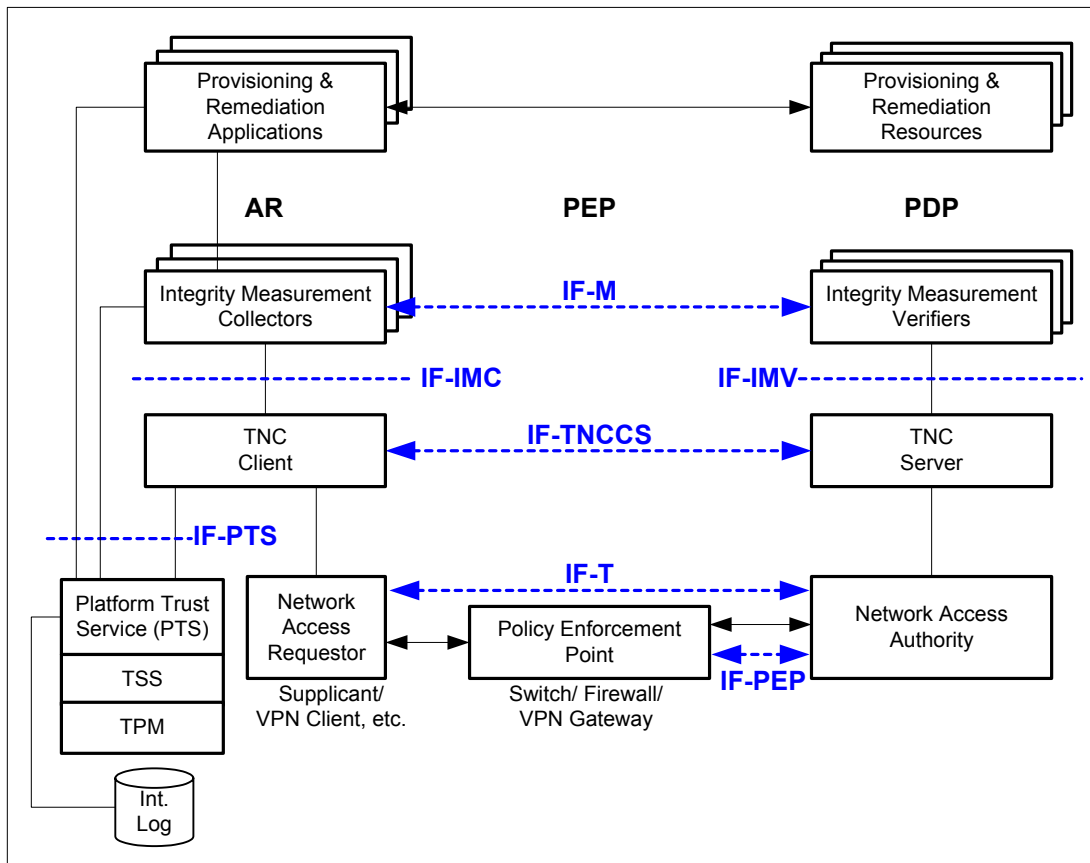 Provisioning &
Remediation
Applications
Provisioning &
Remediation
Resources
AR
PEP
PDP
Integrity Measurement
Collectors
IF-M
Integrity Measurement
Verifiers
IF-IMC
IF-IMV
TNC
Client
IF-TNCCS
TNC
Server
IF-PTS
Platform Trust
Service (PTS)
TSS
TPM
Int.
Log
Network
Access
Requestor
Supplicant/
VPN Client, etc.
IF-T
Policy Enforcement
Point
Switch/ Firewall/
VPN Gateway
IF-PEP
Network Access
Authority